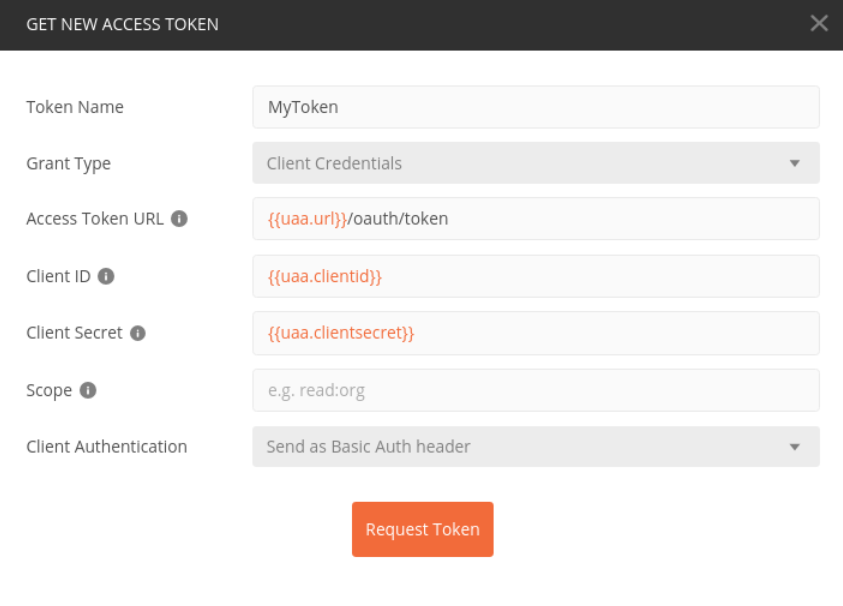 GET NEW ACCESS TOKEN
Token Name
MyToken
Grant Type
Client Credentials
Access Token URL
{{uaa.url}}/oauth/token
Client ID
{{uaa.clientid}}
Client Secret
{{uaa.clientsecret}}
Scope
e.g. read:org
Client Authentication
Send as Basic Auth header
Request Token